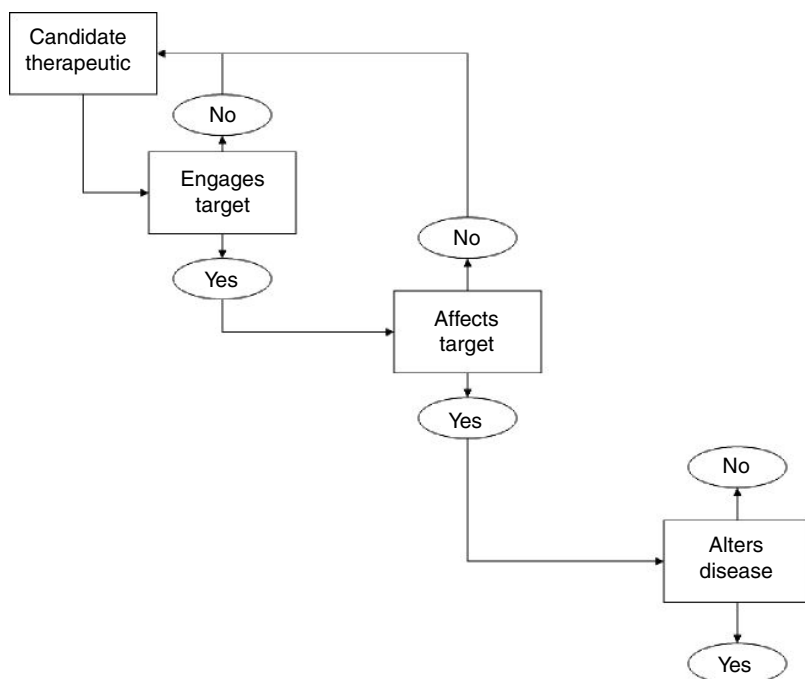 Candidate
therapeutic
No
Engages
target
Yes
No
Affects
target
Yes
No
Alters
disease
Yes